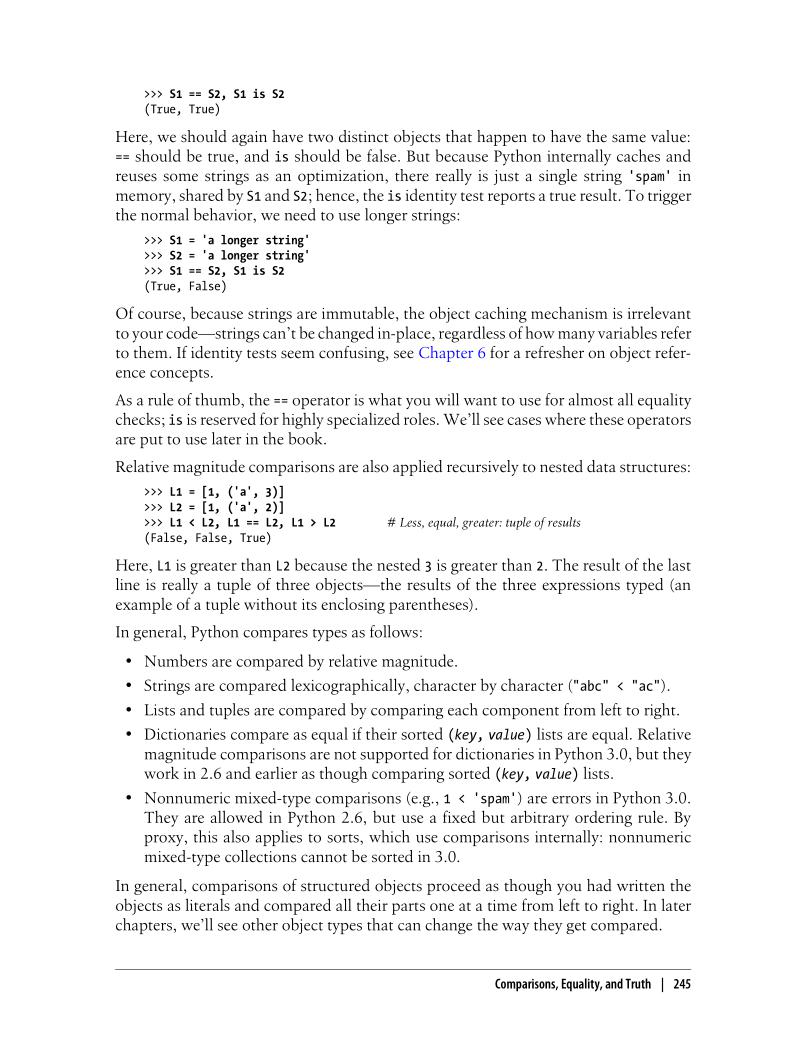 >>> S1 == S2, S1 is S2
(True, True)
Here, we should again have two distinct objects that happen to have the same value:
== should be true, and is should be false. But because Python internally caches and
reuses some strings as an optimization, there really is just a single string 'spam' in
memory, shared by S1 and S2; hence, the is identity test reports a true result. To trigger
the normal behavior, we need to use longer strings:
>>> S1 = 'a longer string'
>>> S2 = 'a longer string'
>>> S1 == S2, S1 is S2
(True, False)
Of course, because strings are immutable, the object caching mechanism is irrelevant
to your code—strings can't be changed in-place, regardless of how many variables refer
to them. If identity tests seem confusing, see Chapter 6 for a refresher on object refer-
ence concepts.
As a rule of thumb, the == operator is what you will want to use for almost all equality
checks; is is reserved for highly specialized roles. We'll see cases where these operators
are put to use later in the book.
Relative magnitude comparisons are also applied recursively to nested data structures:
>>> L1 = [1, ('a', 3)]
>>> L2 = [1, ('a', 2)]
>>> L1 < L2, L1 == L2, L1 > L2 # Less, equal, greater: tuple of results
(False, False, True)
Here, L1 is greater than L2 because the nested 3 is greater than 2. The result of the last
line is really a tuple of three objects—the results of the three expressions typed (an
example of a tuple without its enclosing parentheses).
In general, Python compares types as follows:
• Numbers are compared by relative magnitude.
• Strings are compared lexicographically, character by character ("abc" < "ac").
• Lists and tuples are compared by comparing each component from left to right.
• Dictionaries compare as equal if their sorted (key, value) lists are equal. Relative
magnitude comparisons are not supported for dictionaries in Python 3.0, but they
work in 2.6 and earlier as though comparing sorted (key, value) lists.
• Nonnumeric mixed-type comparisons (e.g., 1 < 'spam') are errors in Python 3.0.
They are allowed in Python 2.6, but use a fixed but arbitrary ordering rule. By
proxy, this also applies to sorts, which use comparisons internally: nonnumeric
mixed-type collections cannot be sorted in 3.0.
In general, comparisons of structured objects proceed as though you had written the
objects as literals and compared all their parts one at a time from left to right. In later
chapters, we'll see other object types that can change the way they get compared.
Comparisons, Equality, and Truth | 245